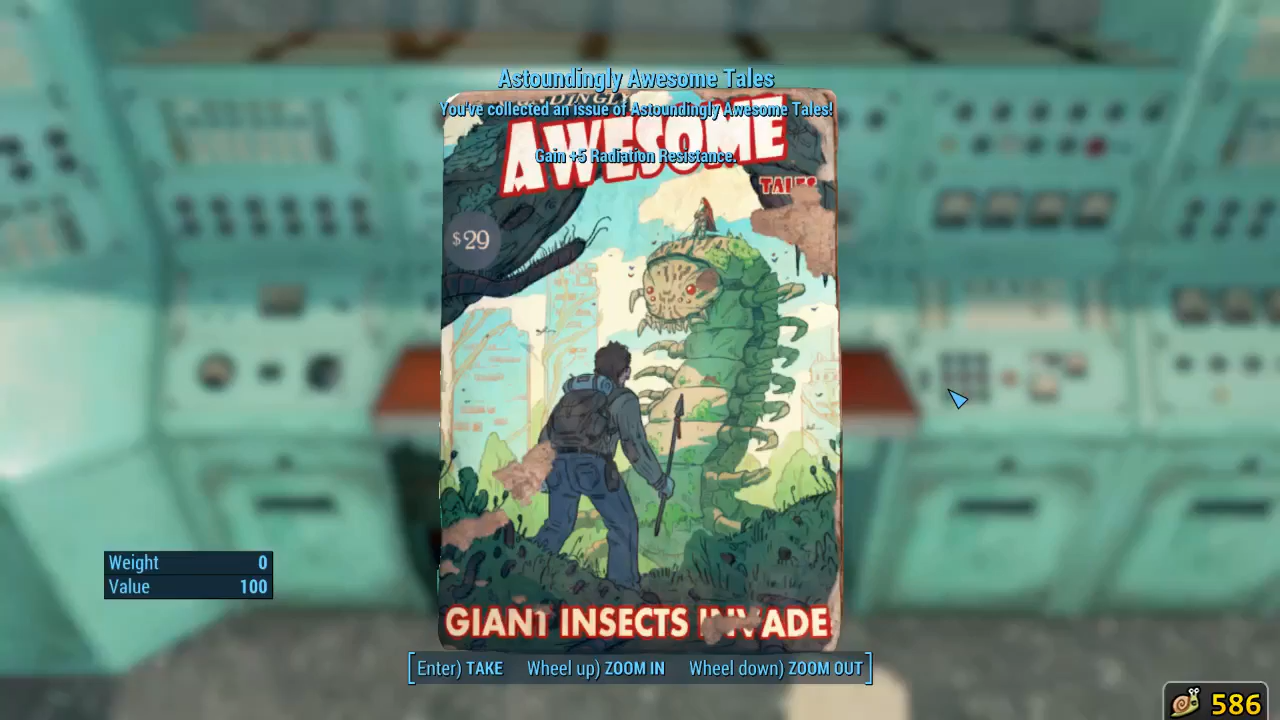 Astoundingly Awesome Tales
You've collected an issue of Astoundingly Awesome Tales!
AWESOME
Gain +5 Radiation Resistance.
TALES
$29
Weight 0
Value 100
GIANT INSECTS INVADE
Enter) TAKE Wheel up) ZOOM IN Wheel down) ZOOM OUT
586